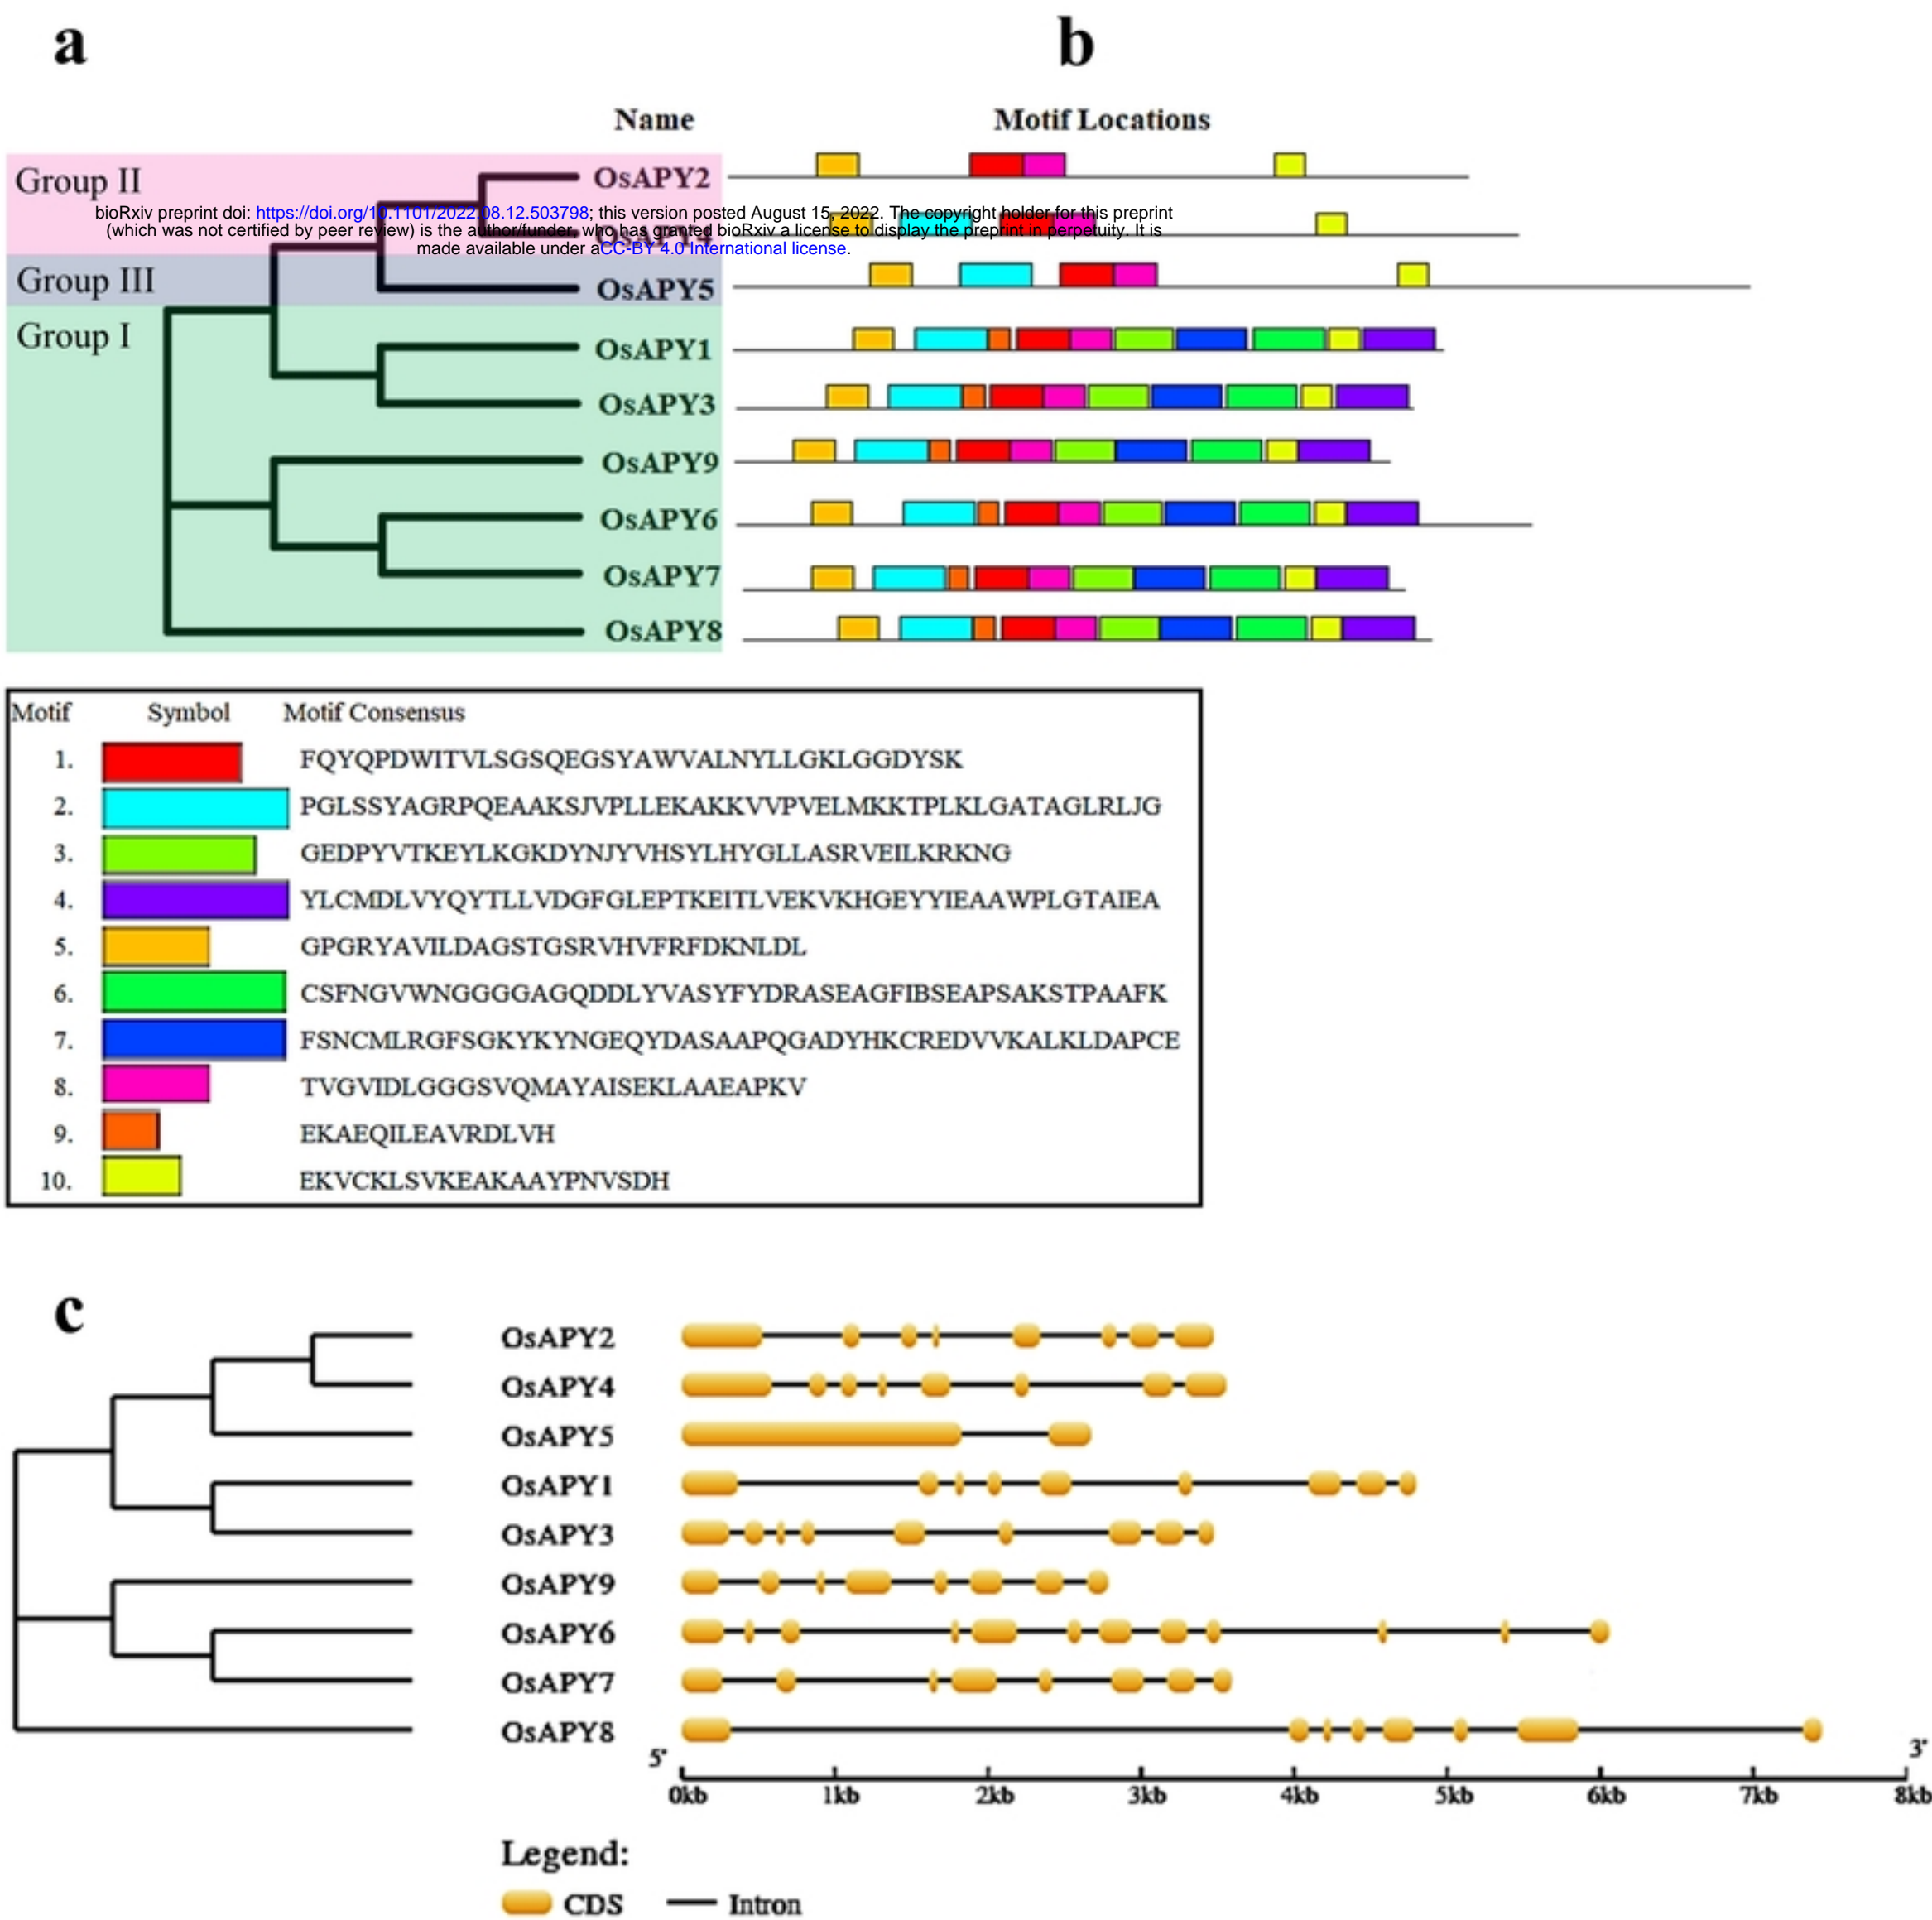 a
b
Name
Motif Locations
Group II
OsAPY2
bioRxiv preprint doi: https://doi.org/10.1101/2022.08.12.503798; this version posted August 15, 2022. The copyright holder for this preprint
(which was not certified by peer review) is the author/funder, who has granted bioRxiv a license to display the preprint in perpetuity. It is
OsAPY4
made available under aCC-BY 4.0 International license.
Group III
OsAPY5
Group I
OsAPY1
OsAPY3
OsAPY9
OsAPY6
OsAPY7
OsAPY8
Motif Symbol Motif Consensus
1. FQYQPDWITVLSGSQEGSYAWVALNYLLGKLGGDYSK
2. PGLSSYAGRPQEAAKSJVPLLEKAKKVVPVELMKKTPLKLGATAGLRLJG
3. GEDPYVTKEYLKGKDYNJYVHSYLHYGLLASRVEILKRKNG
4. YLCMDLVYQYTLLVDGFGLEPTKEITLVEKVKHGEYYIEAAWPLGTAIEA
5. GPGRYAVILDAGSTGSRVHVFRFDKNLDL
6. CSFNGVWNGGGGAGQDDLYVASYFYDRASEAGFIBSEAPSAKSTPAAFK
7. FSNCMLRGFSGKYKYNGEQYDASAAPQGADYHKCREDVVKALKLDAPCE
8. TVGVIDLGGGSVQMAYAISEKLAAEAPKV
9. EKAEQILEAVRDLVH
10. EKVCKLSVKEAKAAYPNVSDH
c
OsAPY2
OsAPY4
OsAPY5
OsAPY1
OsAPY3
OsAPY9
OsAPY6
OsAPY7
OsAPY8
5' 3'
0kb 1kb 2kb 3kb 4kb 5kb 6kb 7kb 8kb
Legend:
CDS Intron